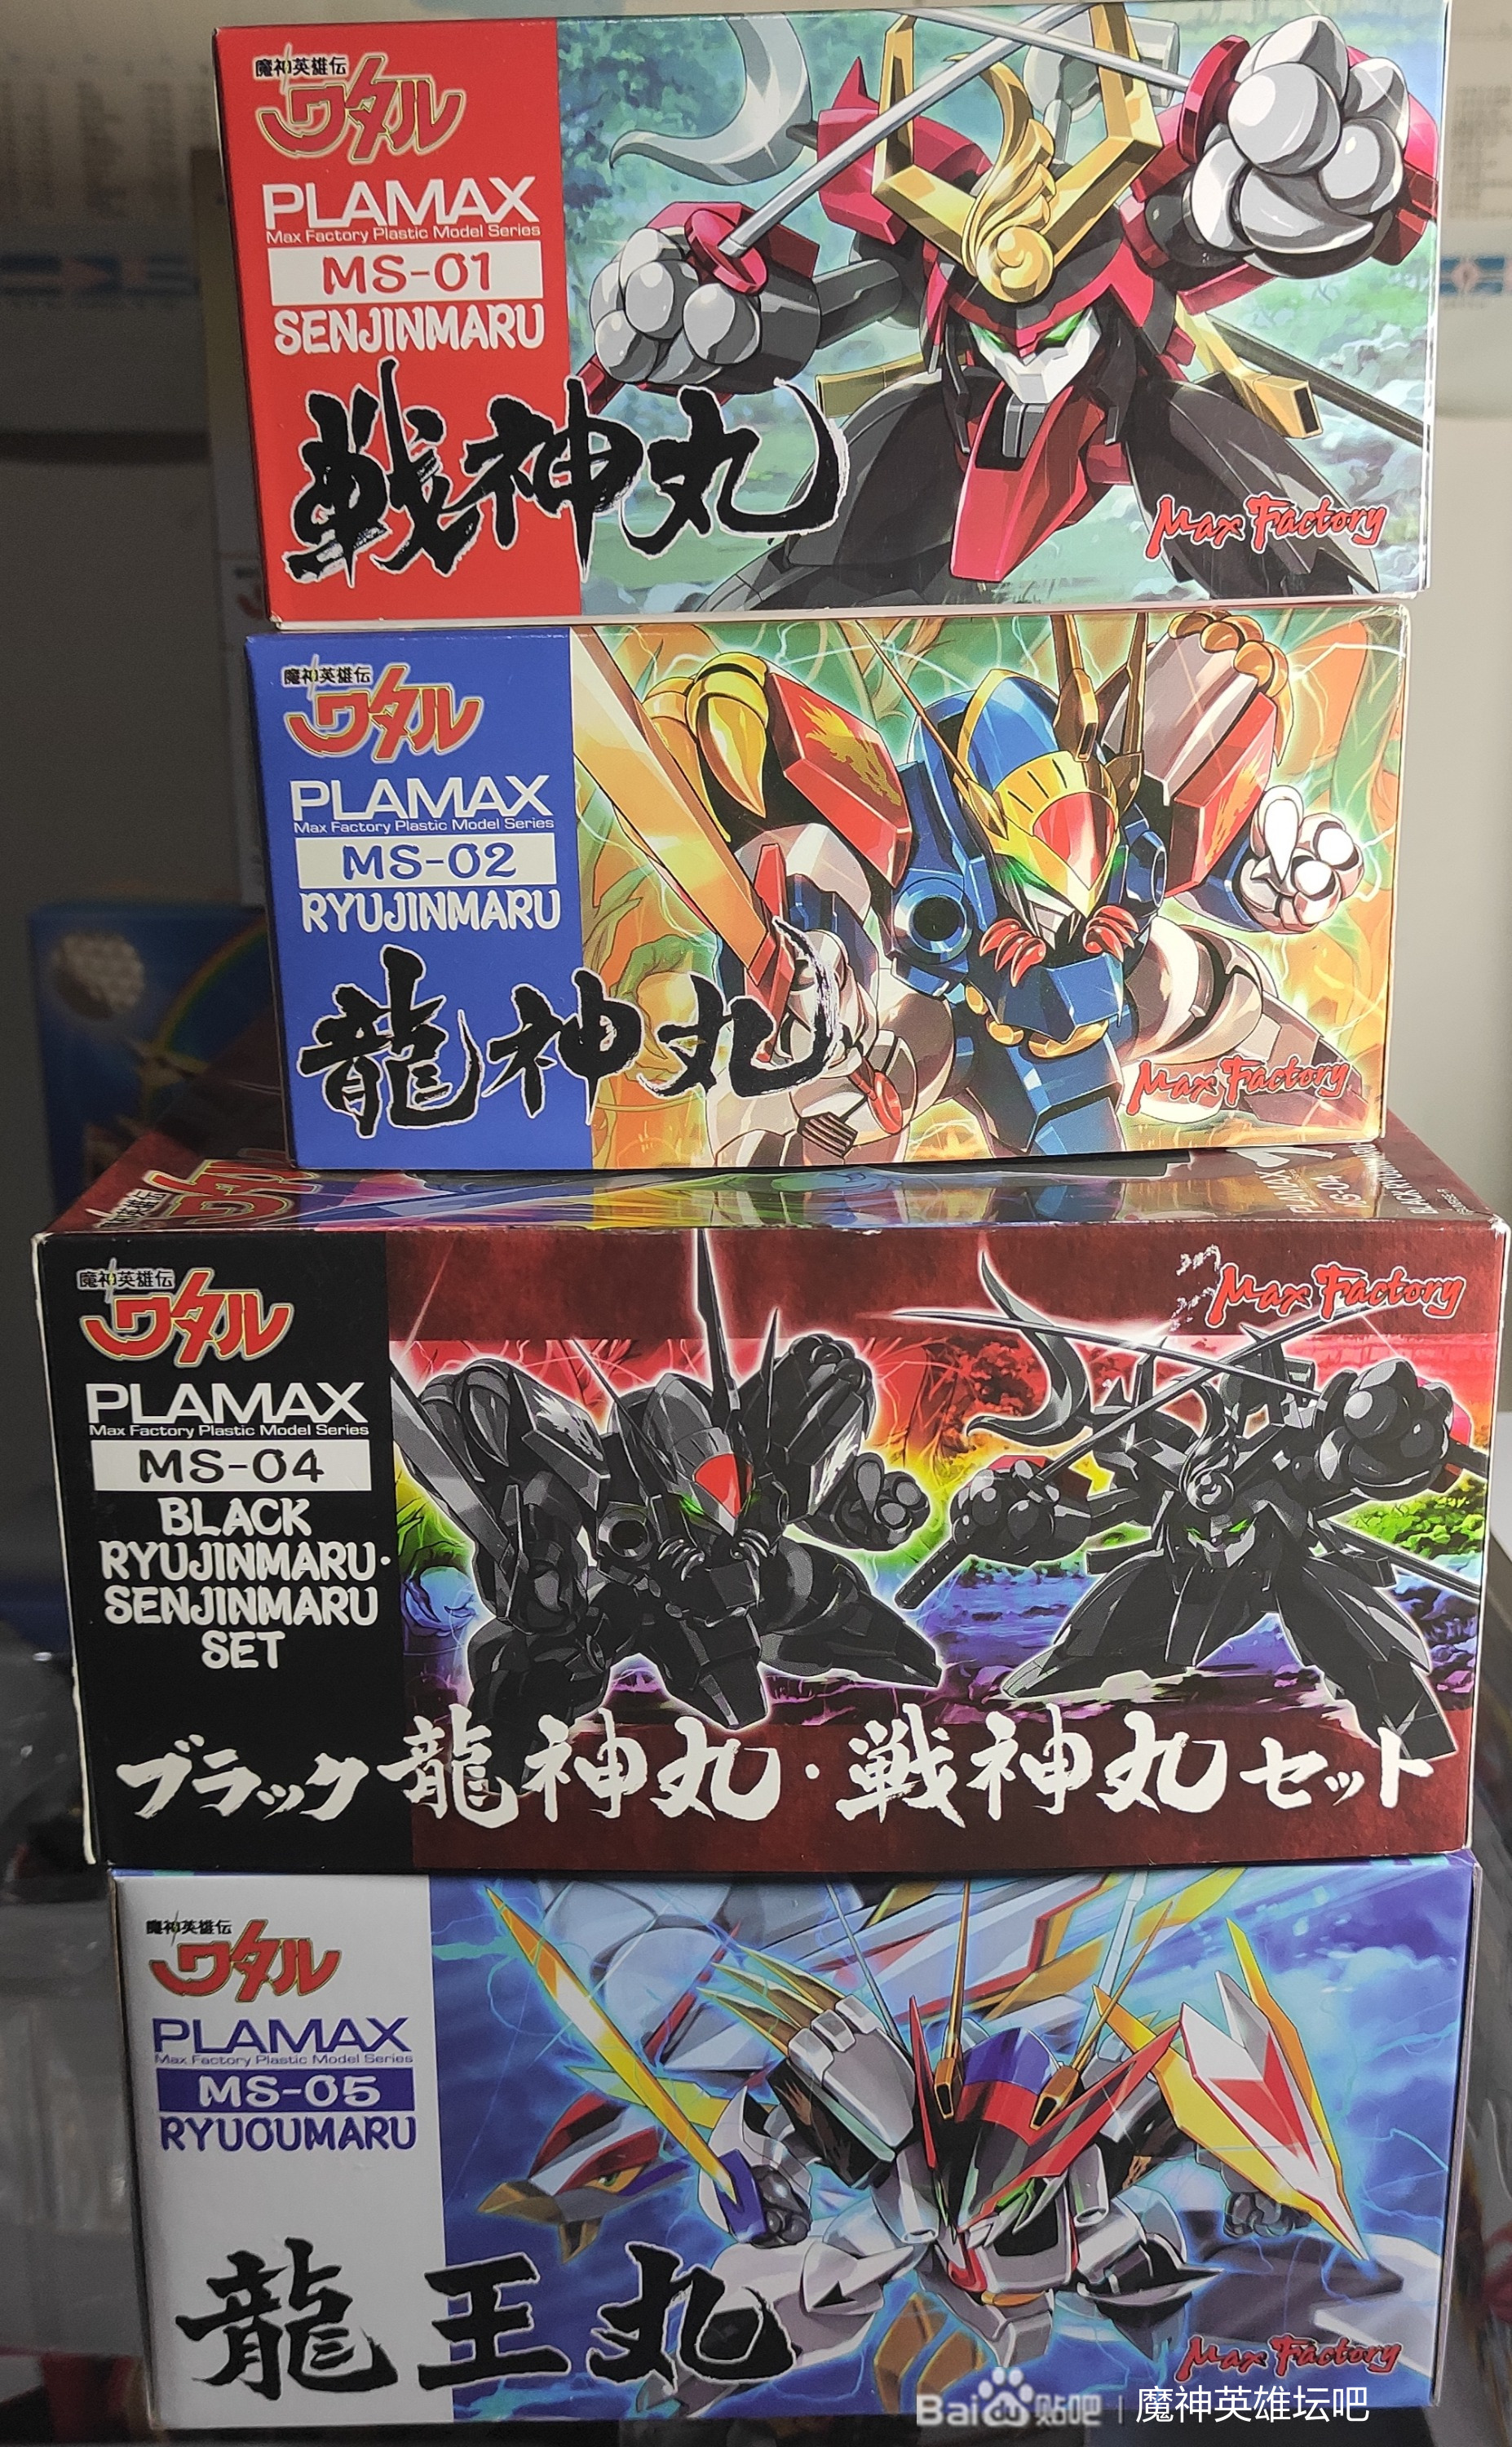 魔神英雄伝
ワタル
PLAMAX
Max Factory Plastic Model Series
MS-01
SENJINMARU
戦神丸
Max Factory
魔神英雄伝
ワタル
PLAMAX
Max Factory Plastic Model Series
MS-02
RYUJINMARU
龍神丸
Max Factory
PLAMAX
MS-04
魔神英雄伝
ワタル
PLAMAX
Max Factory Plastic Model Series
MS-04
BLACK
RYUJINMARU・
SENJINMARU
SET
Max Factory
ブラック龍神丸・戦神丸セット
魔神英雄伝
ワタル
PLAMAX
Max Factory Plastic Model Series
MS-05
RYUOUMARU
龍王丸
Max Factory
Bai贴吧 | 魔神英雄坛吧